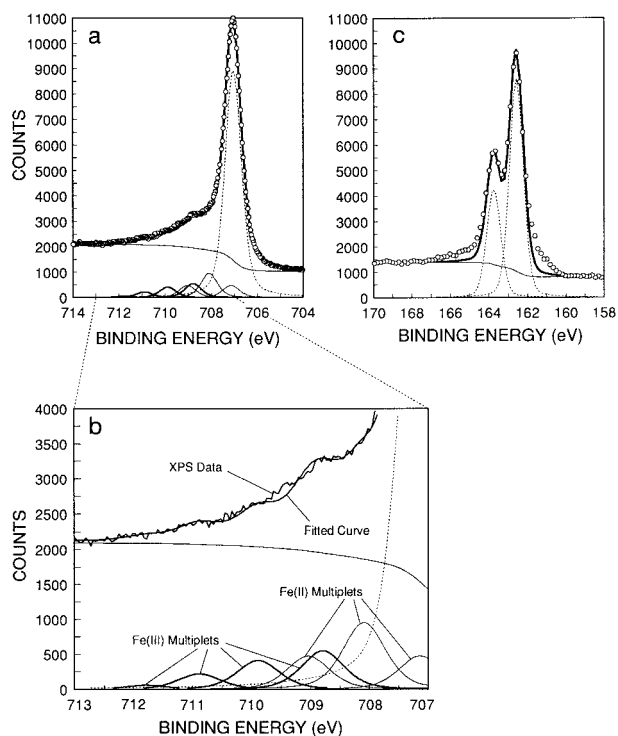 a
11000
10000
9000
8000
7000
6000
5000
4000
3000
2000
1000
0
COUNTS
714 712 710 708 706 704
BINDING ENERGY (eV)
c
11000
10000
9000
8000
7000
6000
5000
4000
3000
2000
1000
0
170 168 166 164 162 160 158
BINDING ENERGY (eV)
b
4000
3500
3000
2500
2000
1500
1000
500
0
COUNTS
XPS Data
Fitted Curve
Fe(II) Multiplets
Fe(III) Multiplets
713 712 711 710 709 708 707
BINDING ENERGY (eV)